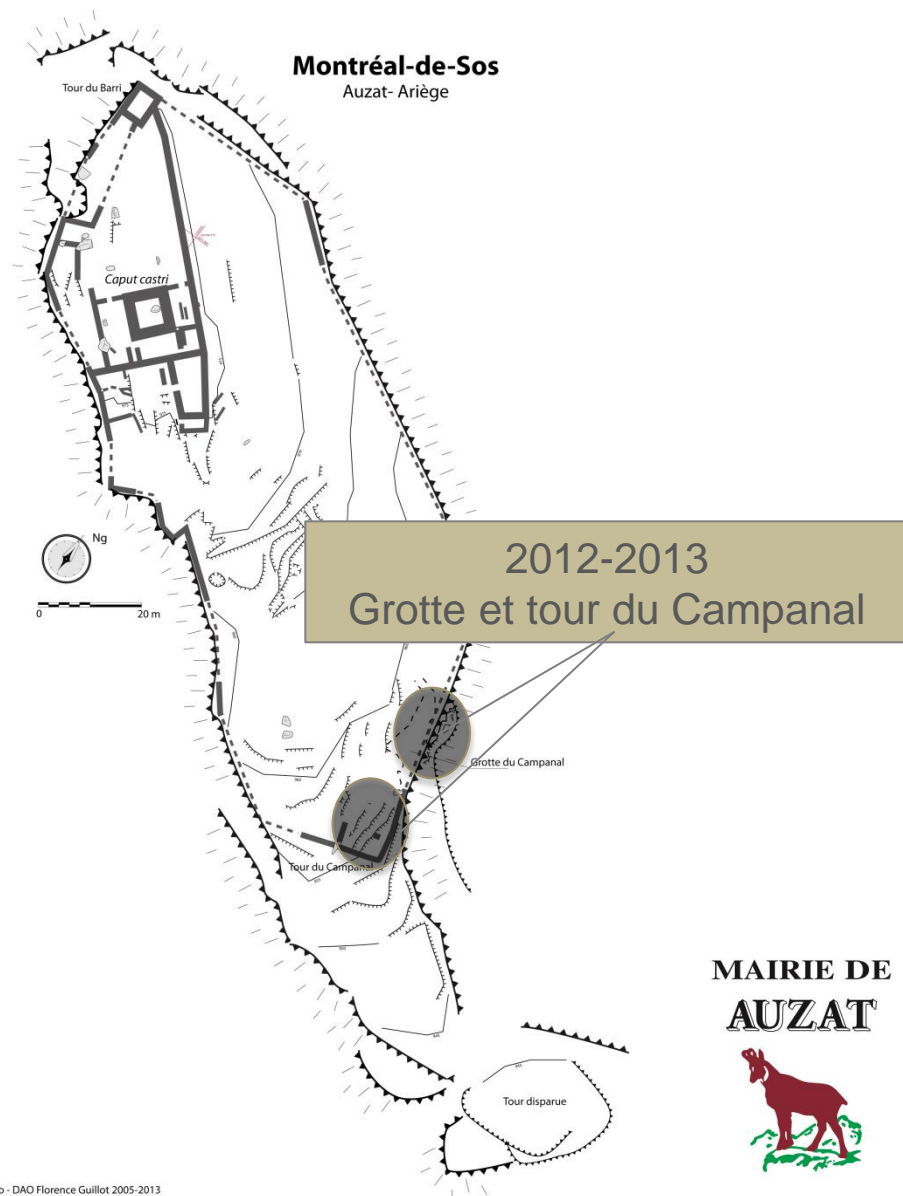 Montréal-de-Sos
Auzat- Ariège
Tour du Barri
Caput castri
Ng
0 20 m
2012-2013
Grotte et tour du Campanal
Grotte du Campanal
Tour du Campanal
MAIRIE DE
AUZAT
Tour disparue
- DAO Florence Guillot 2005-2013